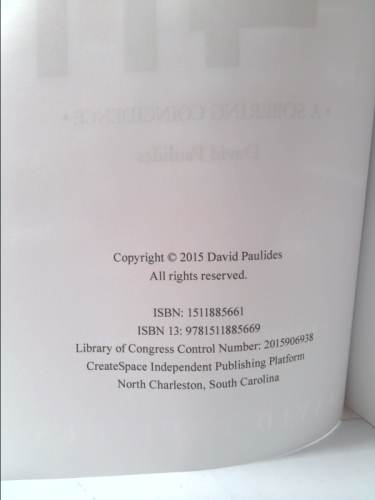 • A SOBERING COINCIDENCE •
David Paulides
Copyright © 2015 David Paulides
All rights reserved.
ISBN: 1511885661
ISBN 13: 9781511885669
Library of Congress Control Number: 2015906938
CreateSpace Independent Publishing Platform
North Charleston, South Carolina